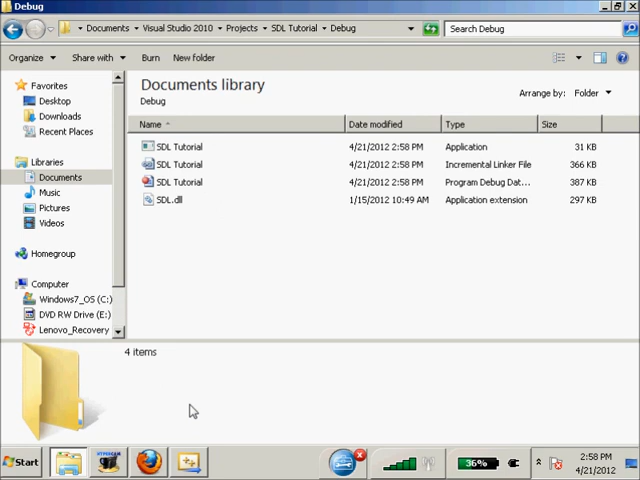 Debug
Documents Visual Studio 2010 Projects SDL Tutorial Debug Search Debug
Organize Share with Burn New folder
Favorites
Desktop
Downloads
Recent Places
Libraries
Documents
Music
Pictures
Videos
Homegroup
Computer
Windows7_OS (C:)
DVD RW Drive (E:)
Lenovo_Recovery
Documents library
Debug
Arrange by: Folder
Name Date modified Type Size
SDL Tutorial 4/21/2012 2:58 PM Application 31 KB
SDL Tutorial 4/21/2012 2:58 PM Incremental Linker File 366 KB
SDL Tutorial 4/21/2012 2:58 PM Program Debug Dat... 387 KB
SDL.dll 1/15/2012 10:49 AM Application extension 297 KB
4 items
Start
HYPERCAM
36%
2:58 PM
4/21/2012